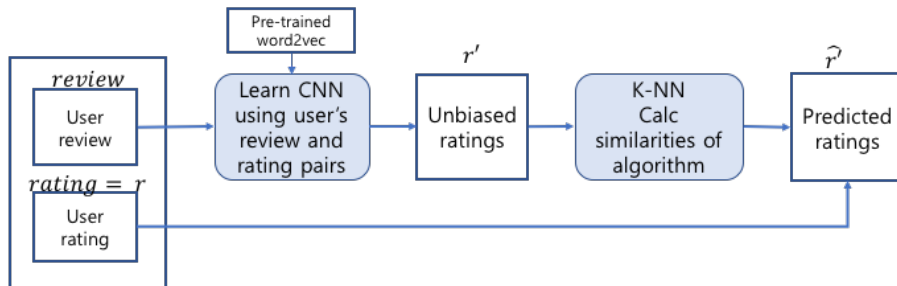 Pre-trained
word2vec
review
User
review
rating = r
User
rating
Learn CNN
using user's
review and
rating pairs
r'
Unbiased
ratings
K-NN
Calc
similarities of
algorithm
r̂'
Predicted
ratings